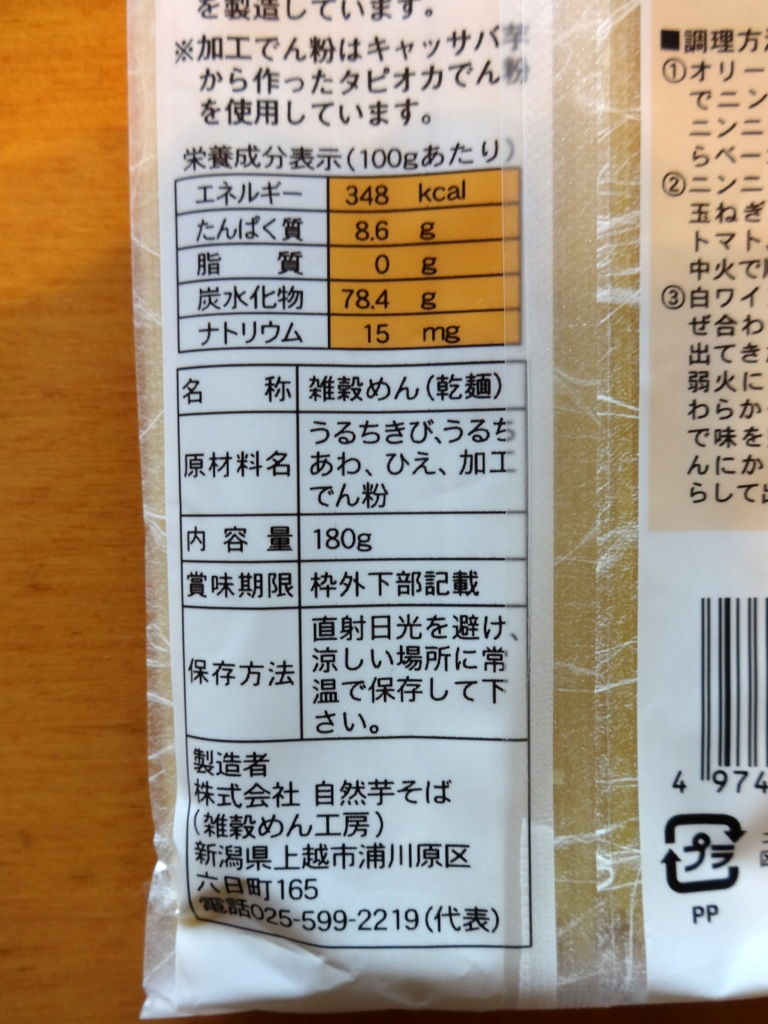 を製造しています。
※加工でん粉はキャッサバ芋
から作ったタピオカでん粉
を使用しています。
栄養成分表示(100gあたり)
エネルギー 348 kcal
たんぱく質 8.6 g
脂質 0 g
炭水化物 78.4 g
ナトリウム 15 mg
名称 雑穀めん(乾麺)
原材料名 うるちきび、うるち
あわ、ひえ、加工
でん粉
内容量 180g
賞味期限 枠外下部記載
保存方法 直射日光を避け、
涼しい場所に常
温で保存して下
さい。
製造者
株式会社 自然芋そば
(雑穀めん工房)
新潟県上越市浦川原区
六日町165
電話025-599-2219(代表)
■調理方法
①オリー
でニン
ニンニ
らベー
②ニンニ
玉ねぎ
トマト、
中火で
③白ワイ
ぜ合わ
出てき
弱火に
わらか
で味を
んにか
らして
4 974
プラ
PP